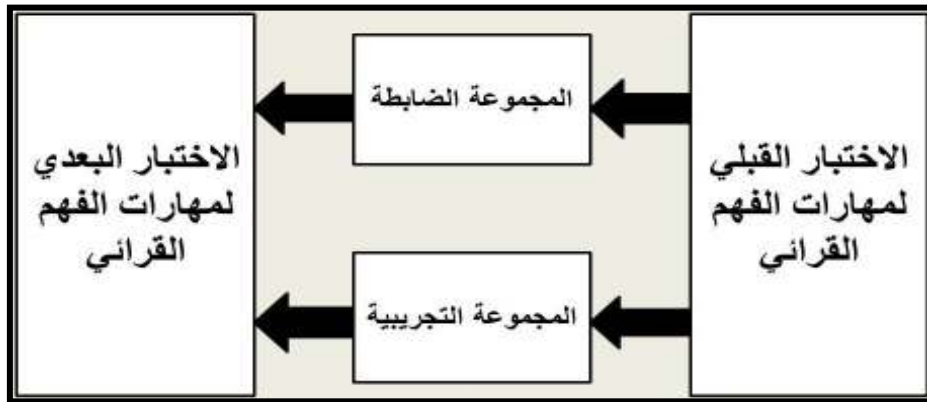 الاختبار القبلي
لمهارات الفهم
القرائي
المجموعة الضابطة
المجموعة التجريبية
الاختبار البعدي
لمهارات الفهم
القرائي